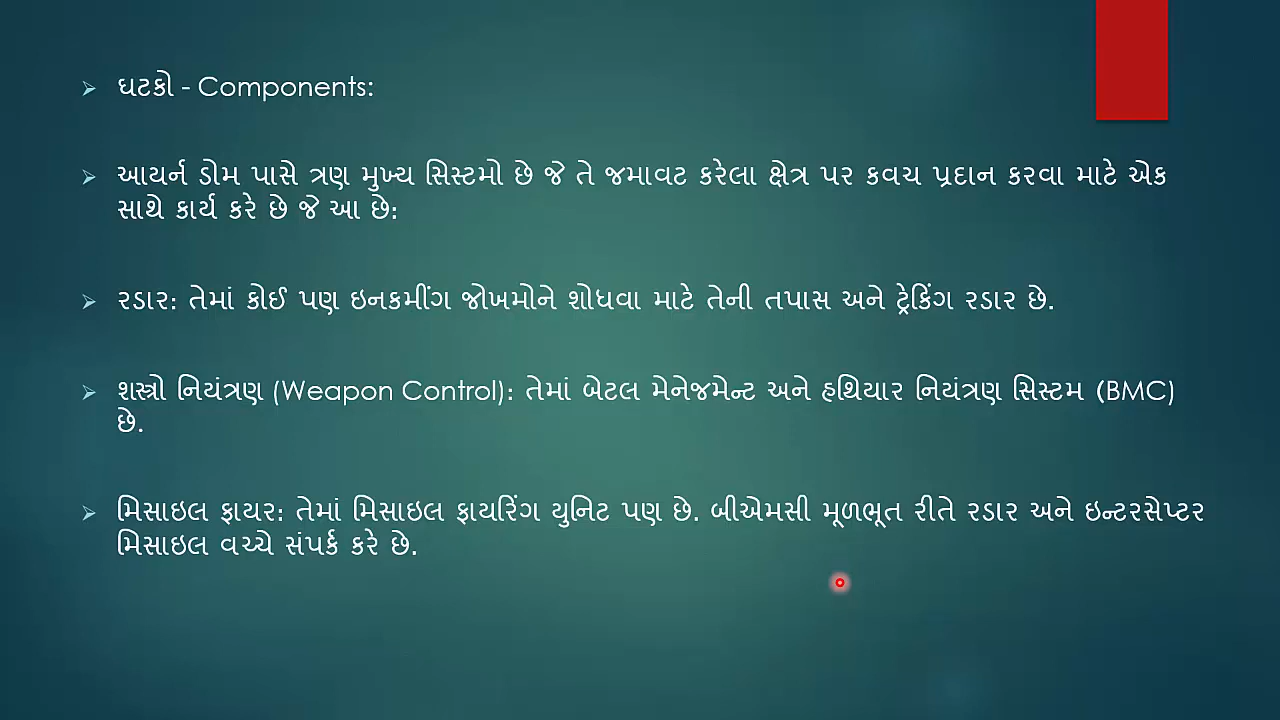 ઘટકો - Components:
આયર્ન ડોમ પાસે ત્રણ મુખ્ય સિસ્ટમો છે જે તે જમાવટ કરેલા ક્ષેત્ર પર કવચ પ્રદાન કરવા માટે એક
સાથે કાર્ય કરે છે જે આ છે:
રડાર: તેમાં કોઈ પણ ઇનકમીંગ જોખમોને શોધવા માટે તેની તપાસ અને ટ્રેકિંગ રડાર છે.
શસ્ત્રો નિયંત્રણ (Weapon Control): તેમાં બેટલ મેનેજમેન્ટ અને હથિયાર નિયંત્રણ સિસ્ટમ (BMC)
છે.
મિસાઇલ ફાયર: તેમાં મિસાઇલ ફાયરિંગ યુનિટ પણ છે. બીએમસી મૂળભૂત રીતે રડાર અને ઇન્ટરસેપ્ટર
મિસાઇલ વચ્ચે સંપર્ક કરે છે.